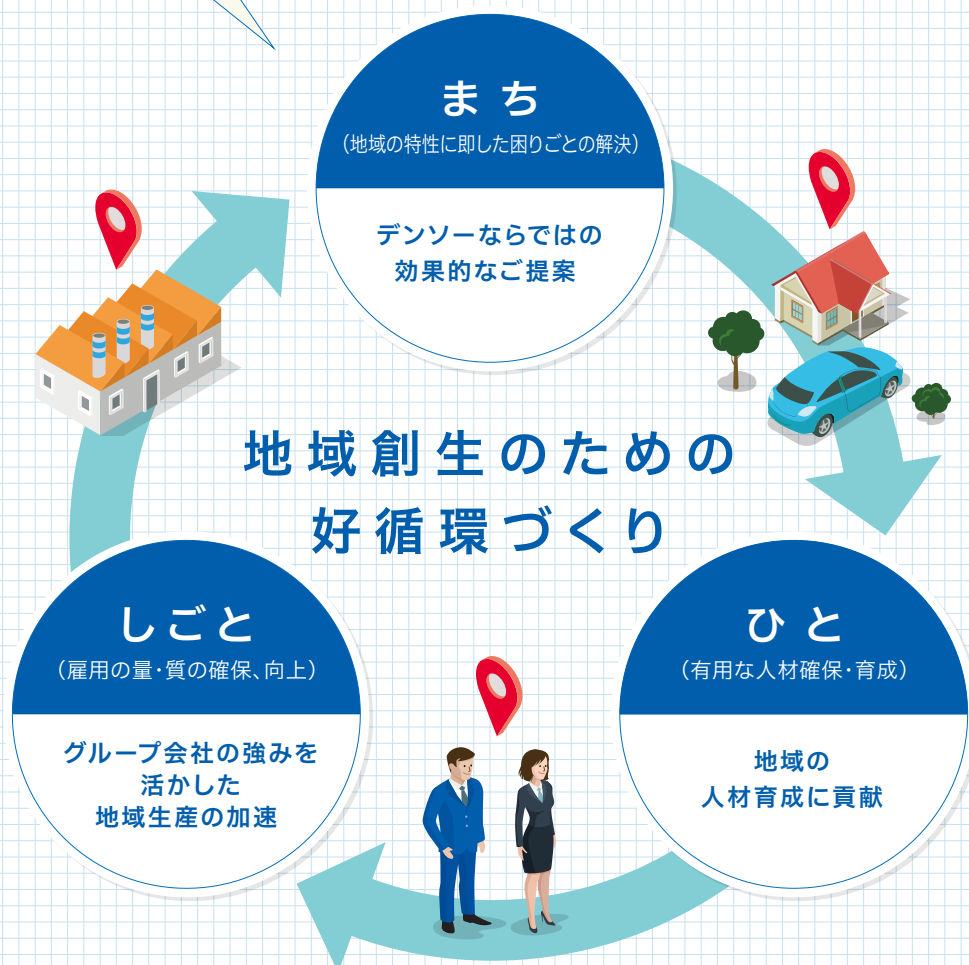 まち
（地域の特性に即した困りごとの解決）
デンソーならではの
効果的なご提案
地域創生のための
好循環づくり
しごと
（雇用の量・質の確保、向上）
グループ会社の強みを
活かした
地域生産の加速
ひと
（有用な人材確保・育成）
地域の
人材育成に貢献